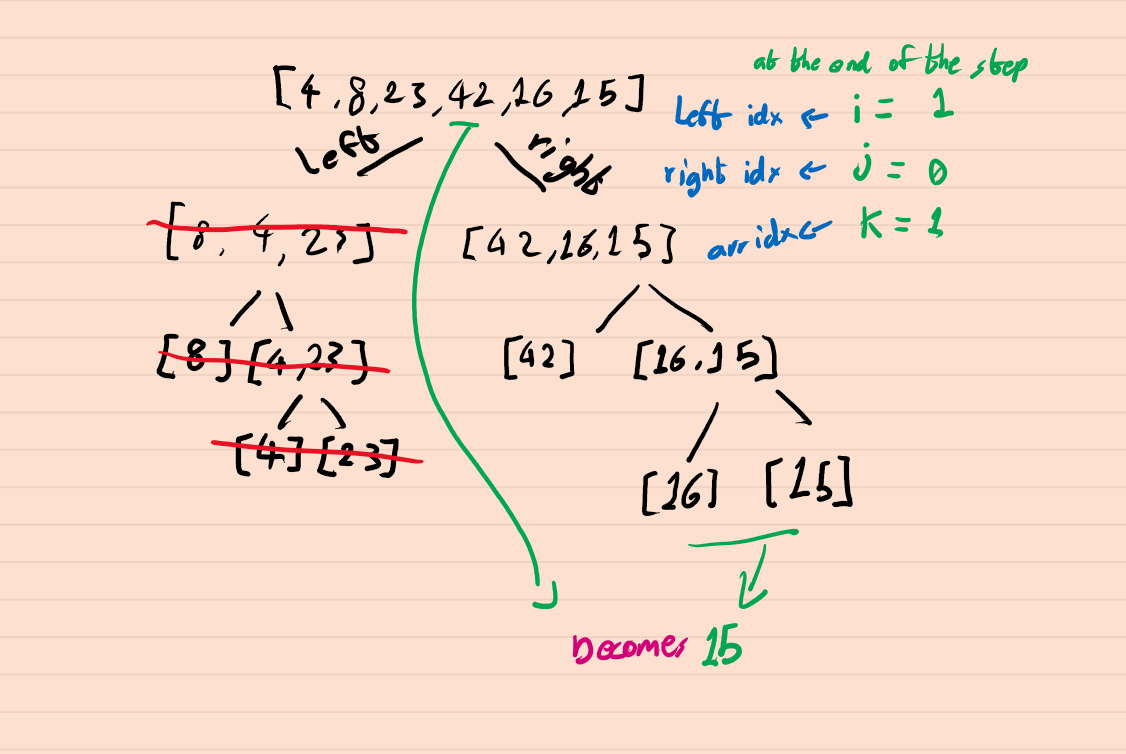 at the end of the step
[4,8,23,42,16,15]
Left idx ← i = 1
left
right
right idx ← j = 0
[8, 4, 23]
[42,16,15]
arr idx ← K = 1
[8] [4,23]
[42]
[16,15]
[4] [23]
[16]
[15]
becomes 15